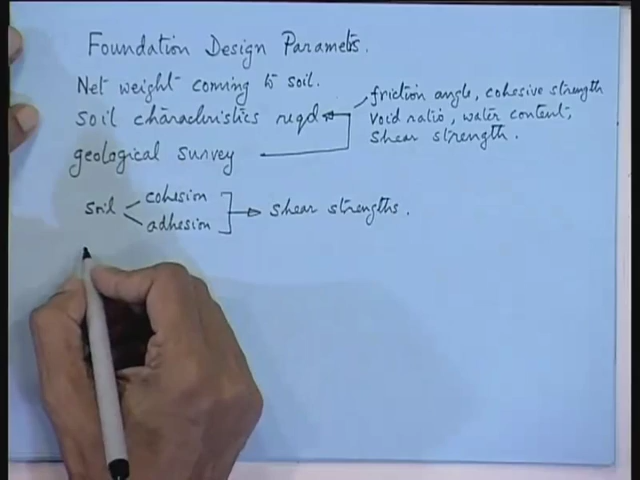 Foundation Design Paramets.
Net weight coming to soil.
soil characteristics reqd
friction angle, cohesive strength
void ratio, water content,
shear strength.
geological survey
soil
cohesion
adhesion
shear strengths.